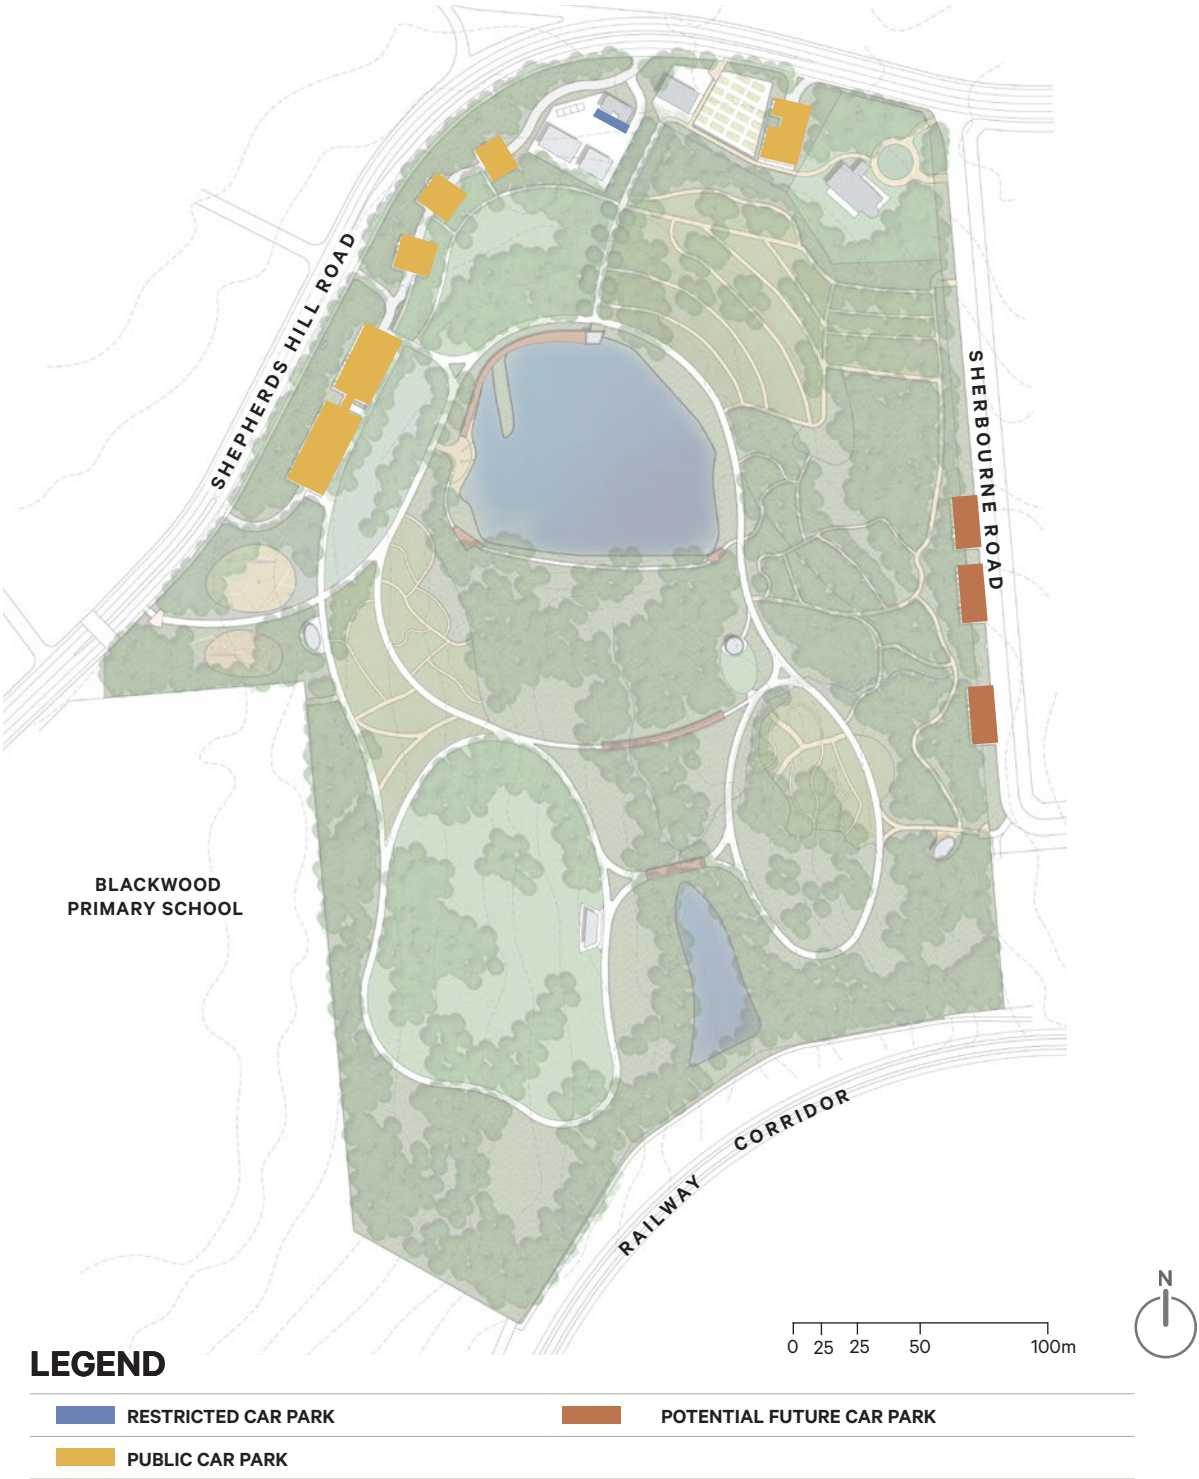 SHEPHERDS HILL ROAD
SHERBOURNE ROAD
BLACKWOOD
PRIMARY SCHOOL
RAILWAY CORRIDOR
N
0 25 25 50 100m
LEGEND
RESTRICTED CAR PARK
POTENTIAL FUTURE CAR PARK
PUBLIC CAR PARK